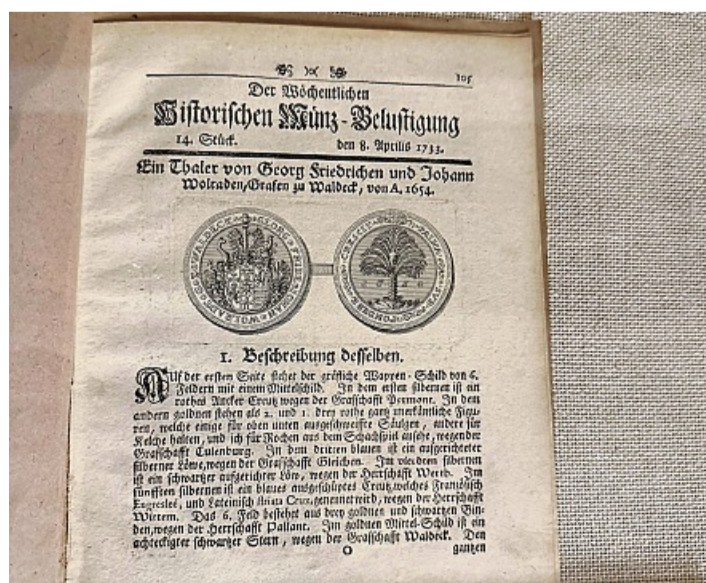 105
Der Wöchentlichen
Historischen Münz-Belustigung
14. Stück. den 8. Aprilis 1733.
Ein Thaler von Georg Friedrichen und Johann
Wolraden, Grafen zu Waldeck, von A. 1654.
1. Beschreibung desselben.
AUf der ersten Seite stehet der gräfliche Wappen-Schild von 6.
Feldern mit einem Mittelschild. In dem ersten silbernen ist ein
rothes Ancker Creutz wegen der Grafschafft Pyrmont. In dem
andern goldnen stehen als 2. und 1. drey rothe gantz unerkäntliche Figu-
ren, welche einige für oben unten ausgeschweiffte Säulgen, andere für
Kelche halten, und ich für Rochen aus dem Schachspiel ansehe, wegen der
Grafschafft Culenburg. In dem dritten blauen ist ein aufgerichteter
silberner Löwe, wegen der Grafschafft Gleichen. Im vierdten silbernen
ist ein schwartzer aufgerichter Löw, wegen der Herrschafft Werth. Im
fünfften silbernen ist ein blaues Creutz, welches Frantzösisch
Engreslée, und Lateinisch striata Crux, genennet wird, wegen der Herrschafft
Wittem. Das 6. Feld bestehet aus drey goldnen und schwartzen Bin-
den, wegen der Herrschafft Pallant. Im goldnen Mittel-Schild ist ein
achteckigter schwartzer Stern, wegen der Grafschafft Waldeck. Den
O gantzen